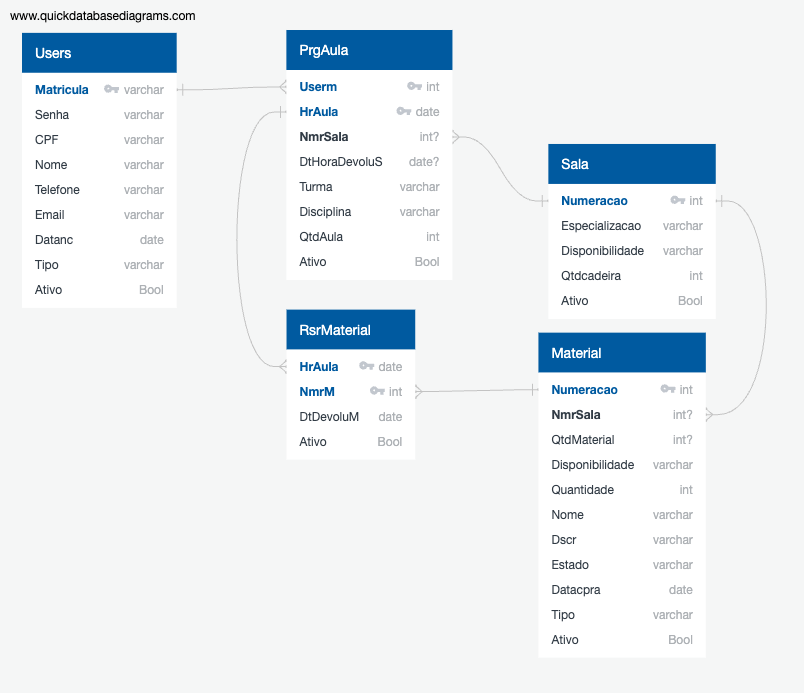 www.quickdatabasediagrams.com
Users
Matricula varchar
Senha varchar
CPF varchar
Nome varchar
Telefone varchar
Email varchar
Datanc date
Tipo varchar
Ativo Bool
PrgAula
Userm int
HrAula date
NmrSala int?
DtHoraDevoluS date?
Turma varchar
Disciplina varchar
QtdAula int
Ativo Bool
Sala
Numeracao int
Especializacao varchar
Disponibilidade varchar
Qtdcadeira int
Ativo Bool
RsrMaterial
HrAula date
NmrM int
DtDevoluM date
Ativo Bool
Material
Numeracao int
NmrSala int?
QtdMaterial int?
Disponibilidade varchar
Quantidade int
Nome varchar
Dscr varchar
Estado varchar
Datacpra date
Tipo varchar
Ativo Bool